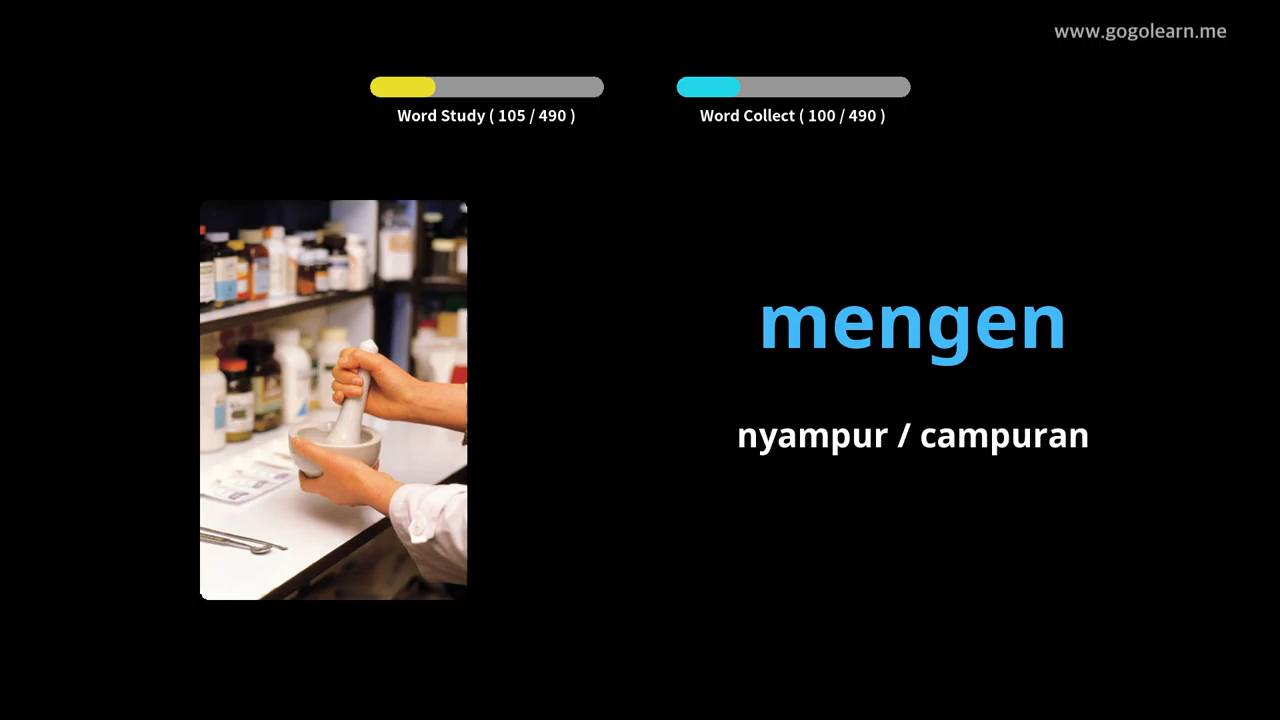 www.gogolearn.me
Word Study ( 105 / 490 )
Word Collect ( 100 / 490 )
mengen
nyampur / campuran